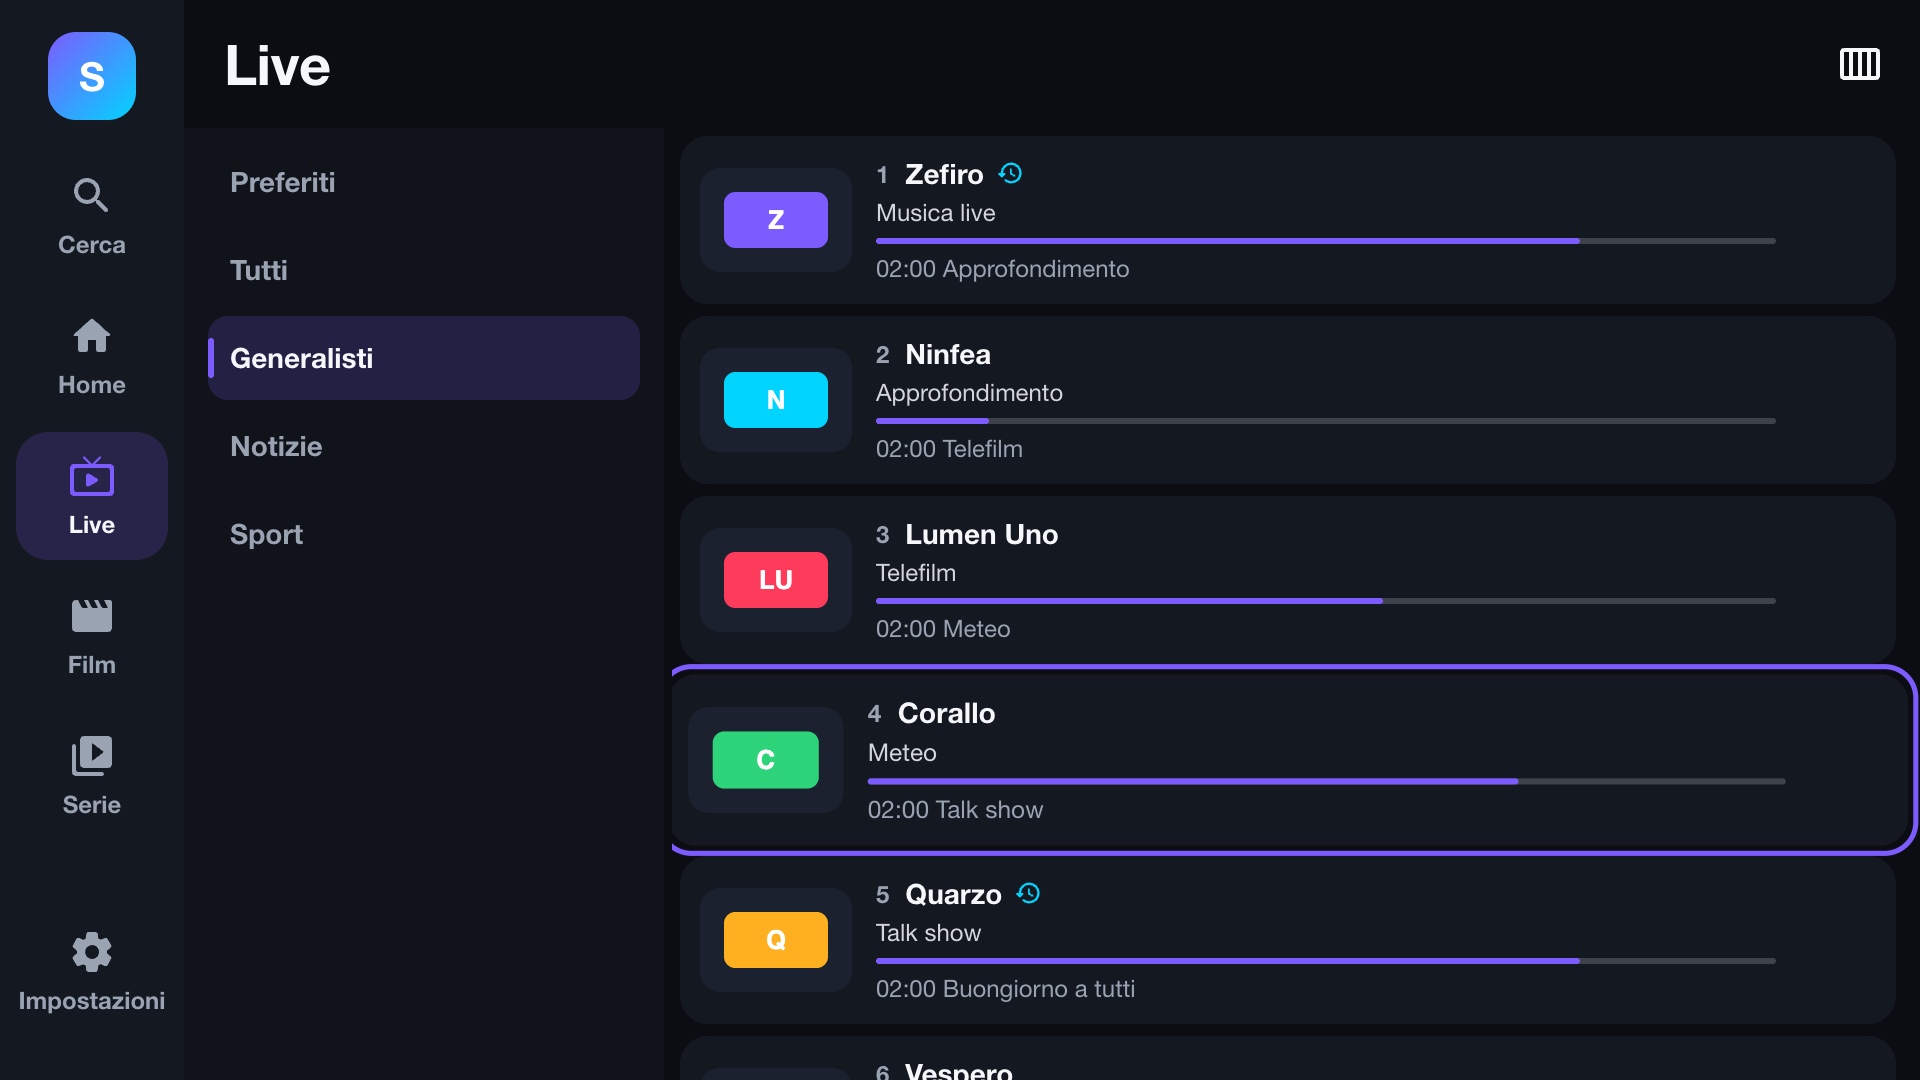 S
Cerca
Home
Live
Film
Serie
Impostazioni
Live
Preferiti
Tutti
Generalisti
Notizie
Sport
Z
1 Zefiro
Musica live
02:00 Approfondimento
N
2 Ninfea
Approfondimento
02:00 Telefilm
LU
3 Lumen Uno
Telefilm
02:00 Meteo
C
4 Corallo
Meteo
02:00 Talk show
Q
5 Quarzo
Talk show
02:00 Buongiorno a tutti
6 Vespero